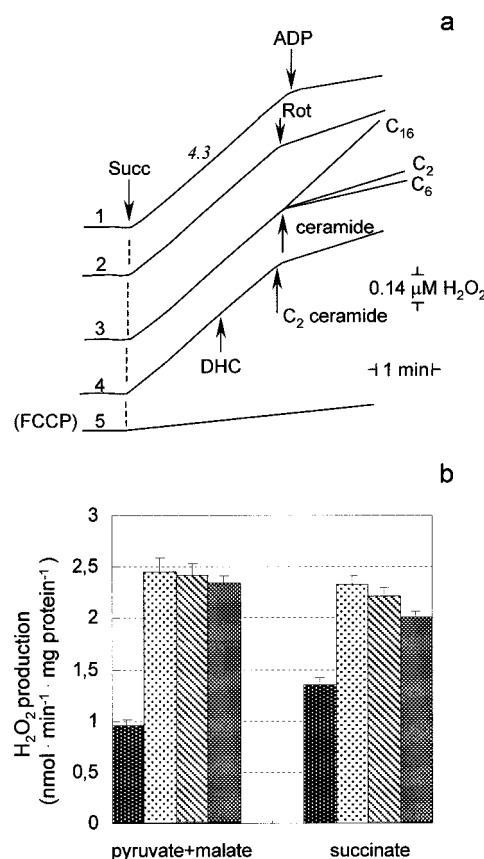 a
ADP
Rot
C₁₆
Succ
4.3
1
C₂
C₆
2
ceramide
0.14 µM H₂O₂
3
C₂ ceramide
1 min
DHC
4
(FCCP)
5
b
3
2,5
2
1,5
1
0,5
0
H₂O₂ production
(nmol · min⁻¹ · mg protein⁻¹)
pyruvate+malate
succinate